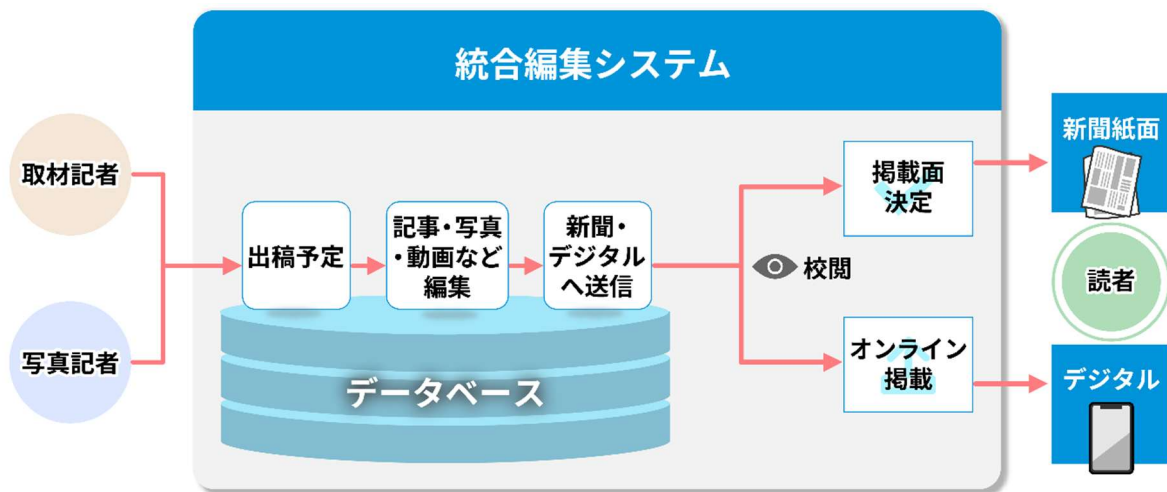 統合編集システム
取材記者
写真記者
出稿予定
記事・写真
・動画など
編集
新聞・
デジタル
へ送信
データベース
校閲
掲載面
決定
オンライン
掲載
新聞紙面
読者
デジタル